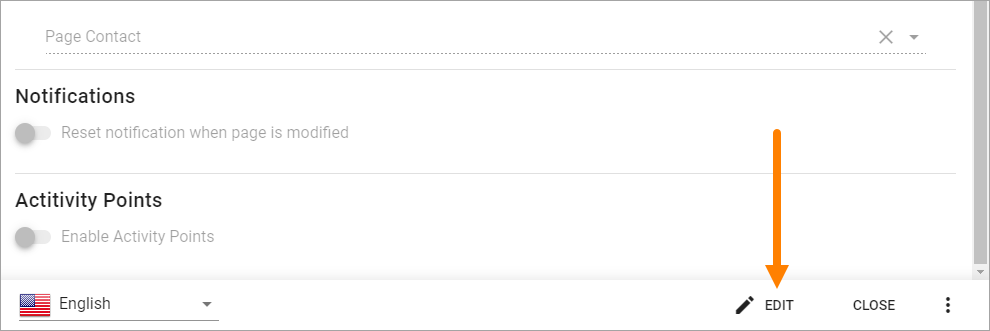 Page Contact
Notifications
Reset notification when page is modified
Actitivity Points
Enable Activity Points
English EDIT CLOSE